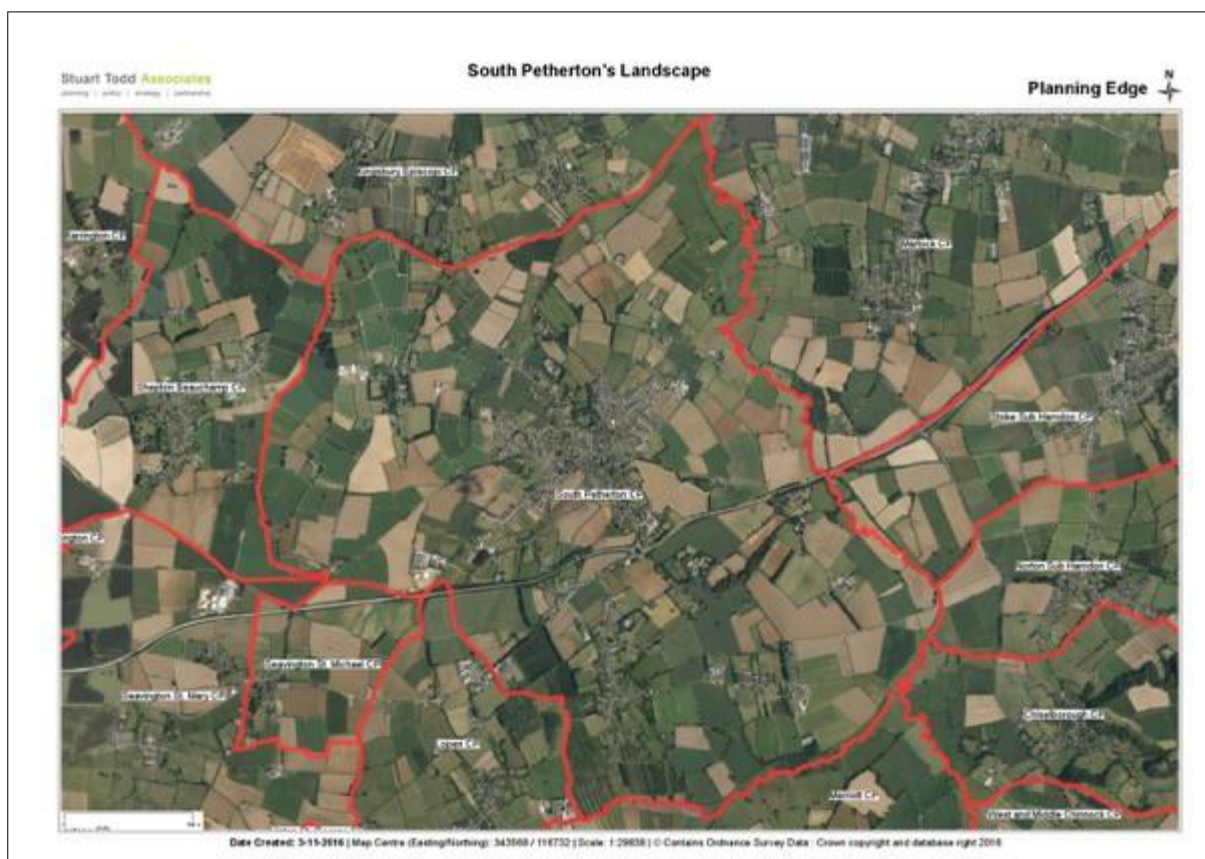 South Petherton's Landscape
Stuart Todd Associates
planning | policy | strategy | partnership
N
Planning Edge
Kingsbury Episcopi CP
Martock CP
Shepton Beauchamp CP
Stoke Sub Hamdon CP
South Petherton CP
Norton Sub Hamdon CP
Seavington St. Michael CP
Seavington St. Mary CP
Chiselborough CP
Lopen CP
Merriott CP
West and Middle Chinnock CP
Date Created: 3-11-2016 | Map Centre (Easting/Northing): 343568 / 116732 | Scale: 1:29838 | © Contains Ordnance Survey Data : Crown copyright and database right 2016